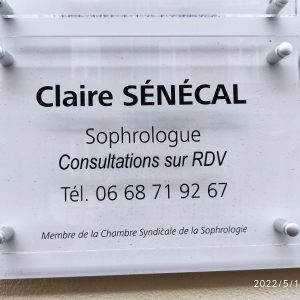 Claire SÉNÉCAL
Sophrologue
Consultations sur RDV
Tél. 06 68 71 92 67
Membre de la Chambre Syndicale de la Sophrologie